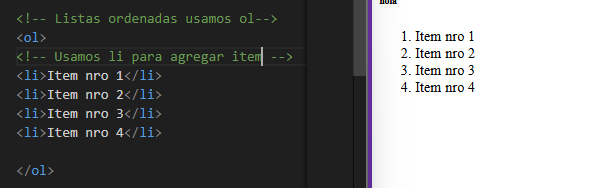 <!-- Listas ordenadas usamos ol-->
<ol>
<!-- Usamos li para agregar item -->
<li>Item nro 1</li>
<li>Item nro 2</li>
<li>Item nro 3</li>
<li>Item nro 4</li>
</ol>
hola
1. Item nro 1
2. Item nro 2
3. Item nro 3
4. Item nro 4